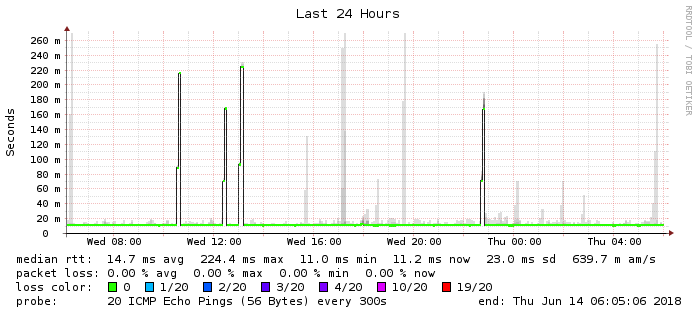 Last 24 Hours
RRDTOOL / TOBI OETIKER
Seconds
260 m
240 m
220 m
200 m
180 m
160 m
140 m
120 m
100 m
80 m
60 m
40 m
20 m
0
Wed 08:00 Wed 12:00 Wed 16:00 Wed 20:00 Thu 00:00 Thu 04:00
median rtt: 14.7 ms avg 224.4 ms max 11.0 ms min 11.2 ms now 23.0 ms sd 639.7 m am/s
packet loss: 0.00 % avg 0.00 % max 0.00 % min 0.00 % now
loss color: 0 1/20 2/20 3/20 4/20 10/20 19/20
probe: 20 ICMP Echo Pings (56 Bytes) every 300s end: Thu Jun 14 06:05:06 2018